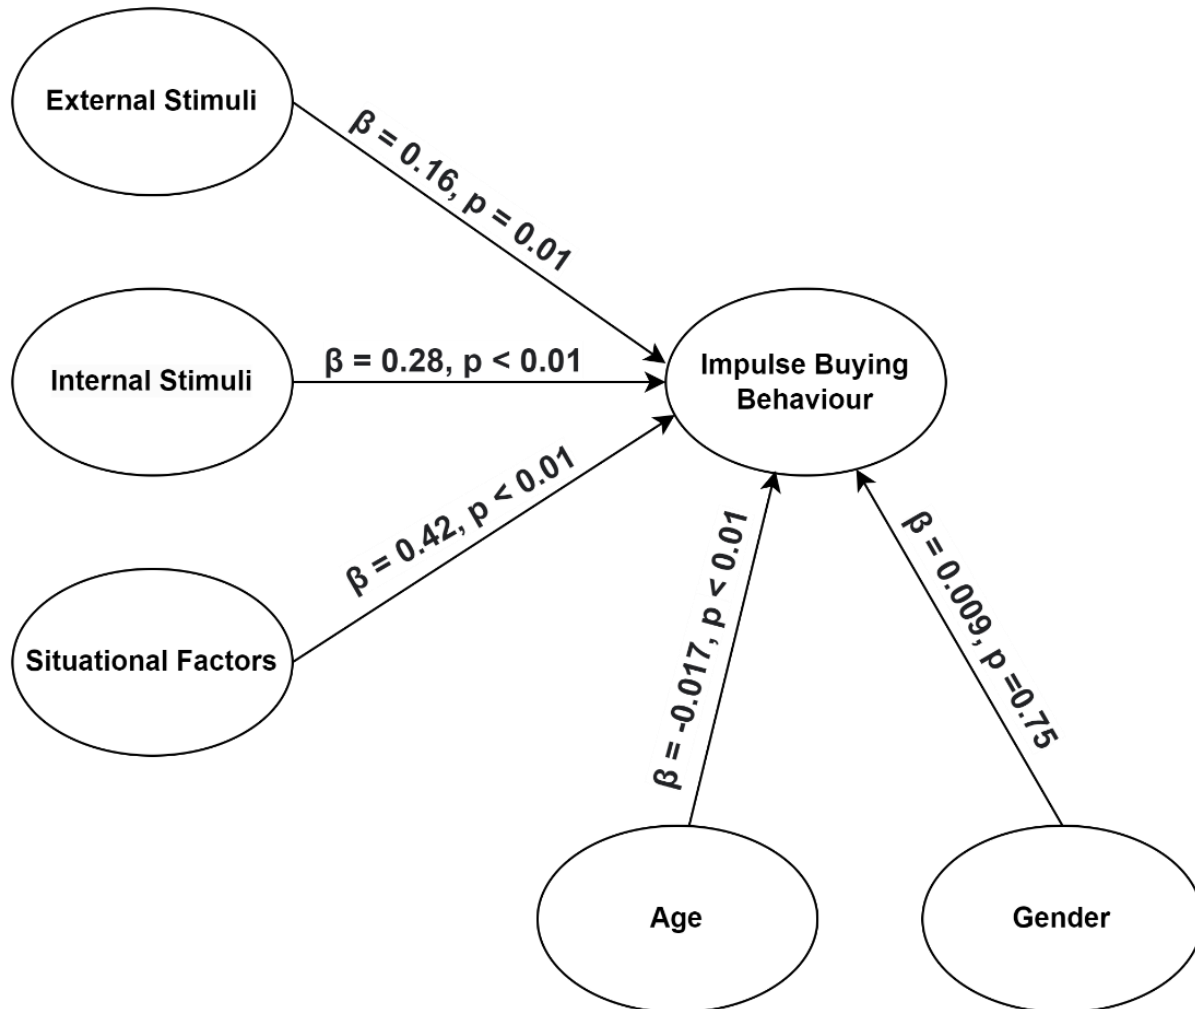 External Stimuli
β = 0.16, p = 0.01
Internal Stimuli
β = 0.28, p < 0.01
Impulse Buying
Behaviour
β = 0.42, p < 0.01
Situational Factors
β = -0.017, p < 0.01
β = 0.009, p =0.75
Age
Gender